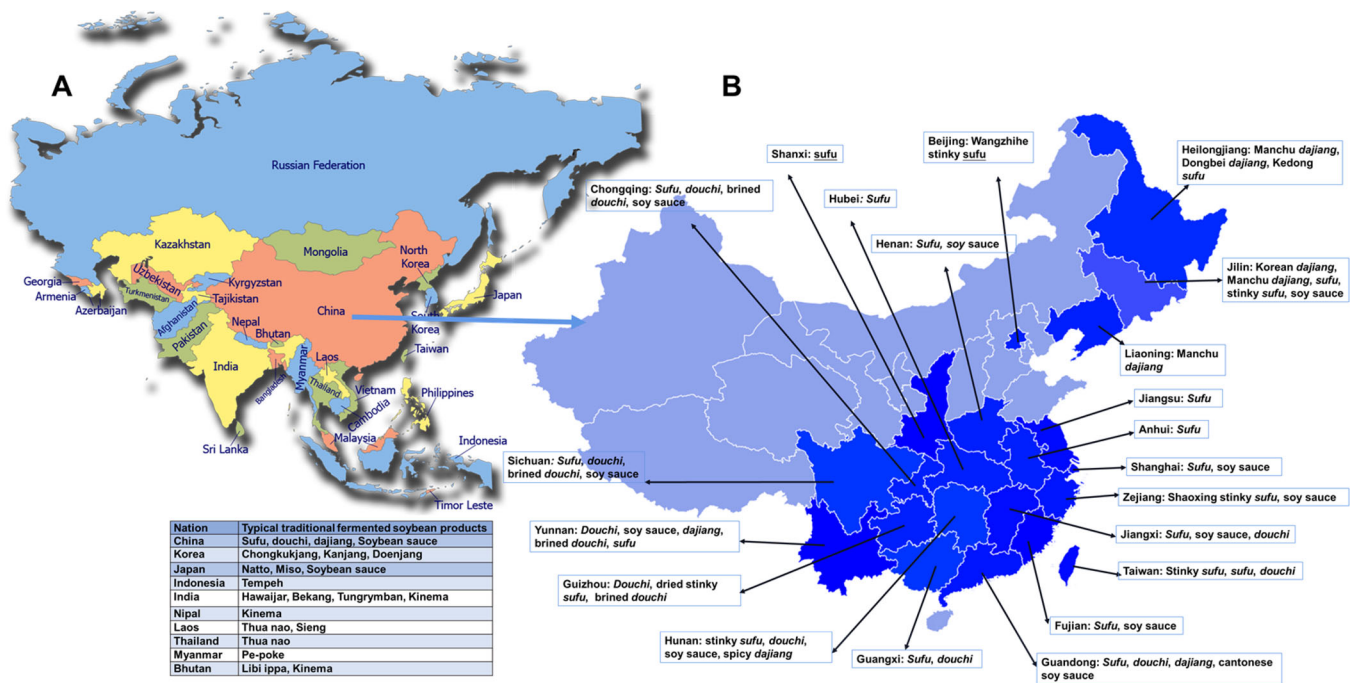 A
Russian Federation
Kazakhstan
Mongolia
North
Korea
Georgia
Uzbekistan
Kyrgyzstan
Armenia
Turkmenistan
Tajikistan
Azerbaijan
Afghanistan
China
Japan
South
Korea
Pakistan
Nepal
Bhutan
Taiwan
India
Myanmar
Laos
Bangladesh
Thailand
Vietnam
Cambodia
Philippines
Sri Lanka
Malaysia
Indonesia
Timor Leste
Nation Typical traditional fermented soybean products
China Sufu, douchi, dajiang, Soybean sauce
Korea Chongkukjang, Kanjang, Doenjang
Japan Natto, Miso, Soybean sauce
Indonesia Tempeh
India Hawaijar, Bekang, Tungrymban, Kinema
Nipal Kinema
Laos Thua nao, Sieng
Thailand Thua nao
Myanmar Pe-poke
Bhutan Libi ippa, Kinema
B
Shanxi: sufu
Beijing: Wangzhihe
stinky sufu
Heilongjiang: Manchu dajiang,
Dongbei dajiang, Kedong
sufu
Chongqing: Sufu, douchi, brined
douchi, soy sauce
Hubei: Sufu
Henan: Sufu, soy sauce
Jilin: Korean dajiang,
Manchu dajiang, sufu,
stinky sufu, soy sauce
Liaoning: Manchu
dajiang
Jiangsu: Sufu
Anhui: Sufu
Sichuan: Sufu, douchi,
brined douchi, soy sauce
Shanghai: Sufu, soy sauce
Zejiang: Shaoxing stinky sufu, soy sauce
Yunnan: Douchi, soy sauce, dajiang,
brined douchi, sufu
Jiangxi: Sufu, soy sauce, douchi
Taiwan: Stinky sufu, sufu, douchi
Guizhou: Douchi, dried stinky
sufu, brined douchi
Fujian: Sufu, soy sauce
Hunan: stinky sufu, douchi,
soy sauce, spicy dajiang
Guangxi: Sufu, douchi
Guandong: Sufu, douchi, dajiang, cantonese
soy sauce